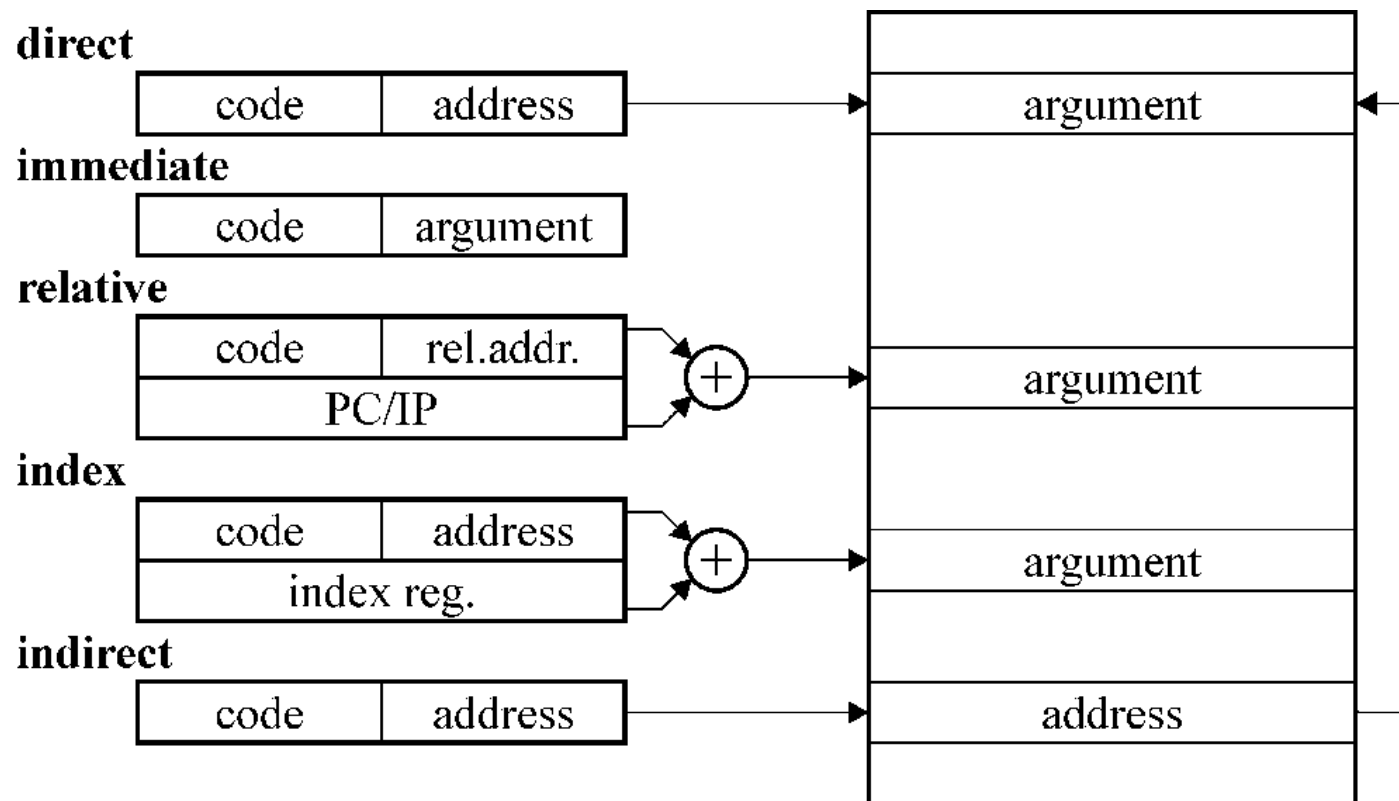 direct
code address argument
immediate
code argument
relative
code rel.addr.
argument
PC/IP
index
code address
argument
index reg.
indirect
code address address